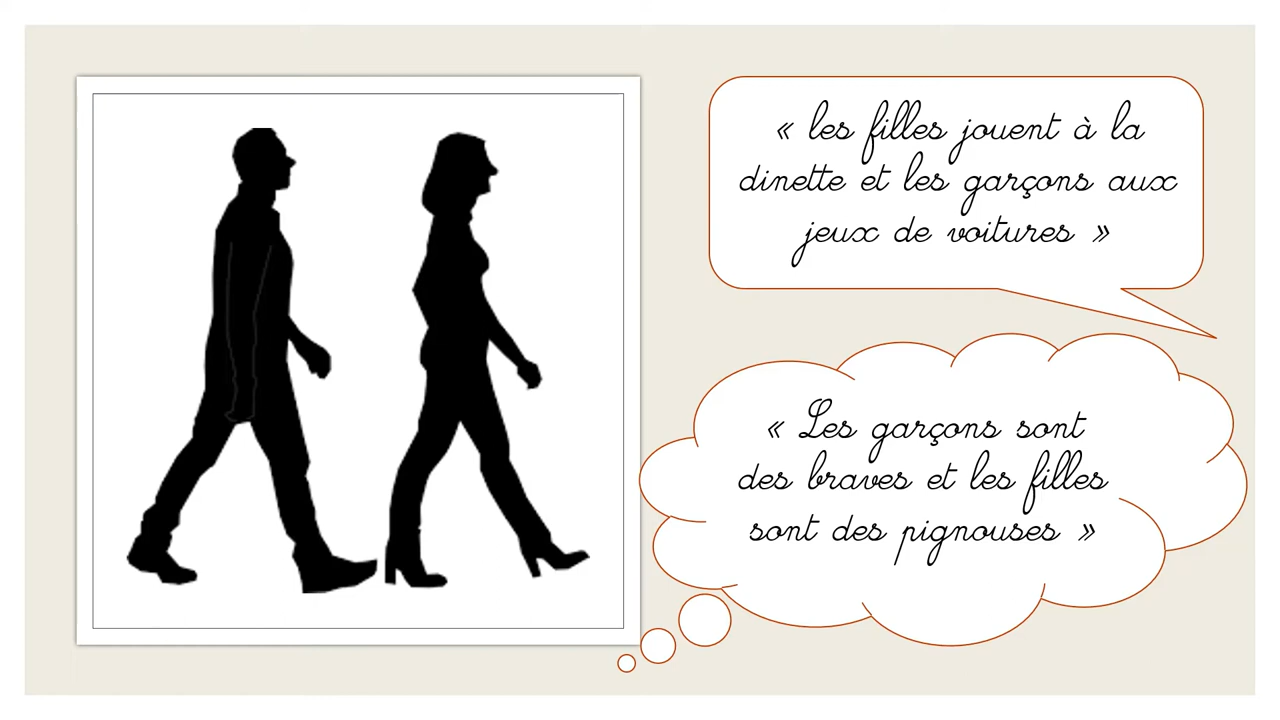 « les filles jouent à la
dinette et les garçons aux
jeux de voitures »
« Les garçons sont
des braves et les filles
sont des pignouses »